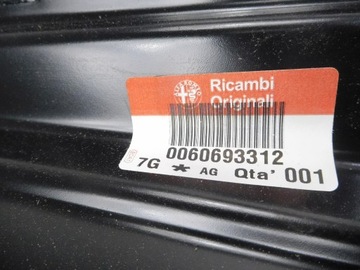 Ricambi
Originali
0060693312
7G * AG Qta' 001